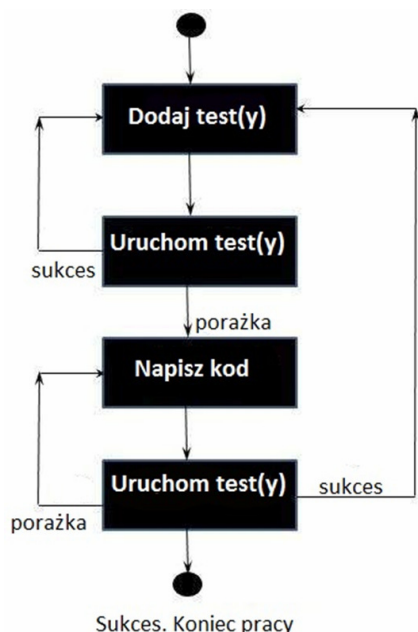 Dodaj test(y)
Uruchom test(y)
sukces
porażka
Napisz kod
Uruchom test(y)
sukces
porażka
Sukces. Koniec pracy